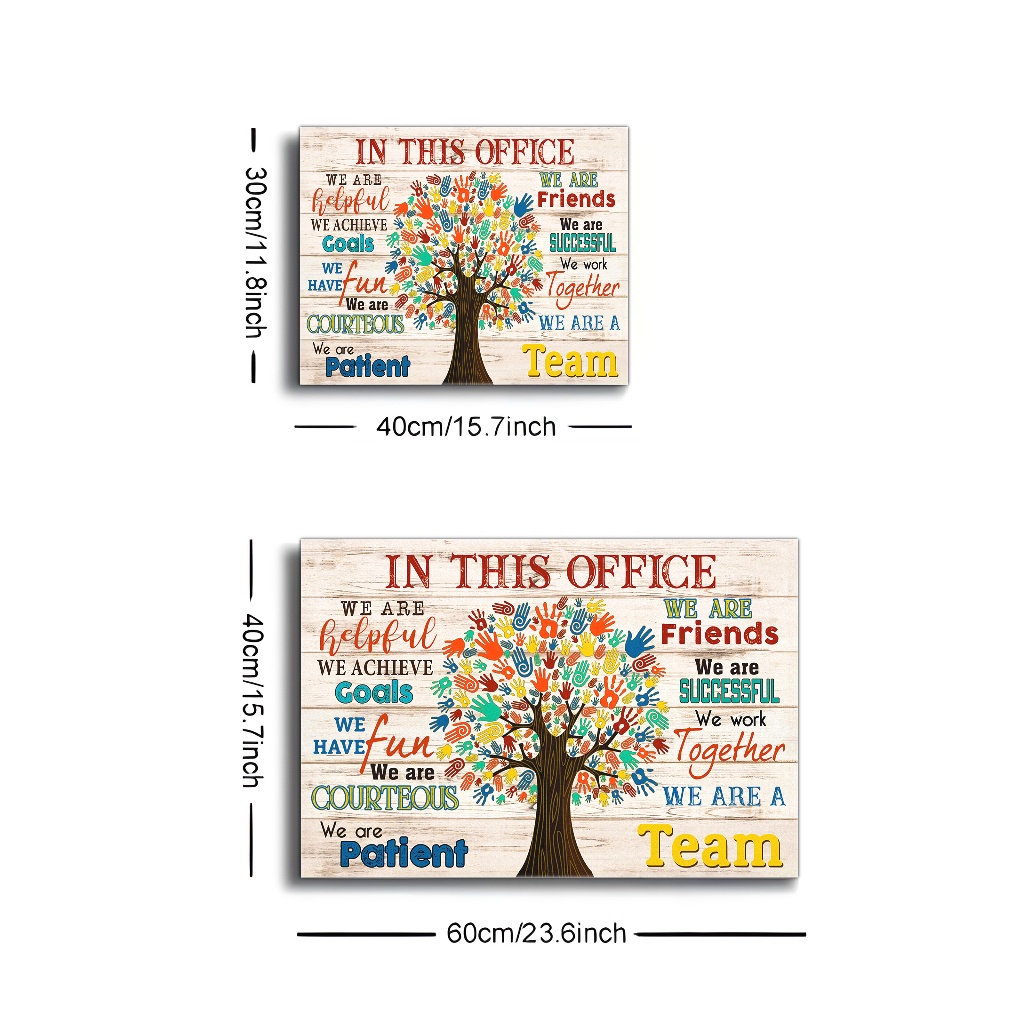 30cm/11.8inch
IN THIS OFFICE
WE ARE
helpful
WE ACHIEVE
Goals
WE
HAVE fun
We are
COURTEOUS
We are
Patient
WE ARE
Friends
We are
SUCCESSFUL
We work
Together
WE ARE A
Team
40cm/15.7inch
40cm/15.7inch
IN THIS OFFICE
WE ARE
helpful
WE ACHIEVE
Goals
WE
HAVE fun
We are
COURTEOUS
We are
Patient
WE ARE
Friends
We are
SUCCESSFUL
We work
Together
WE ARE A
Team
60cm/23.6inch